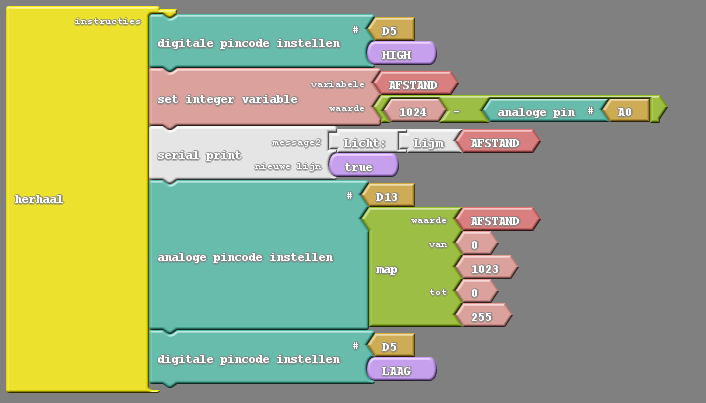 instructies
digitale pincode instellen # D5
HIGH
set integer variable variabele AFSTAND
waarde 1024 - analoge pin # A0
serial print message2 Licht: Lijm AFSTAND
nieuwe lijn true
herhaal
analoge pincode instellen # D13
map waarde AFSTAND
van 0
1023
tot 0
255
digitale pincode instellen # D5
LAAG